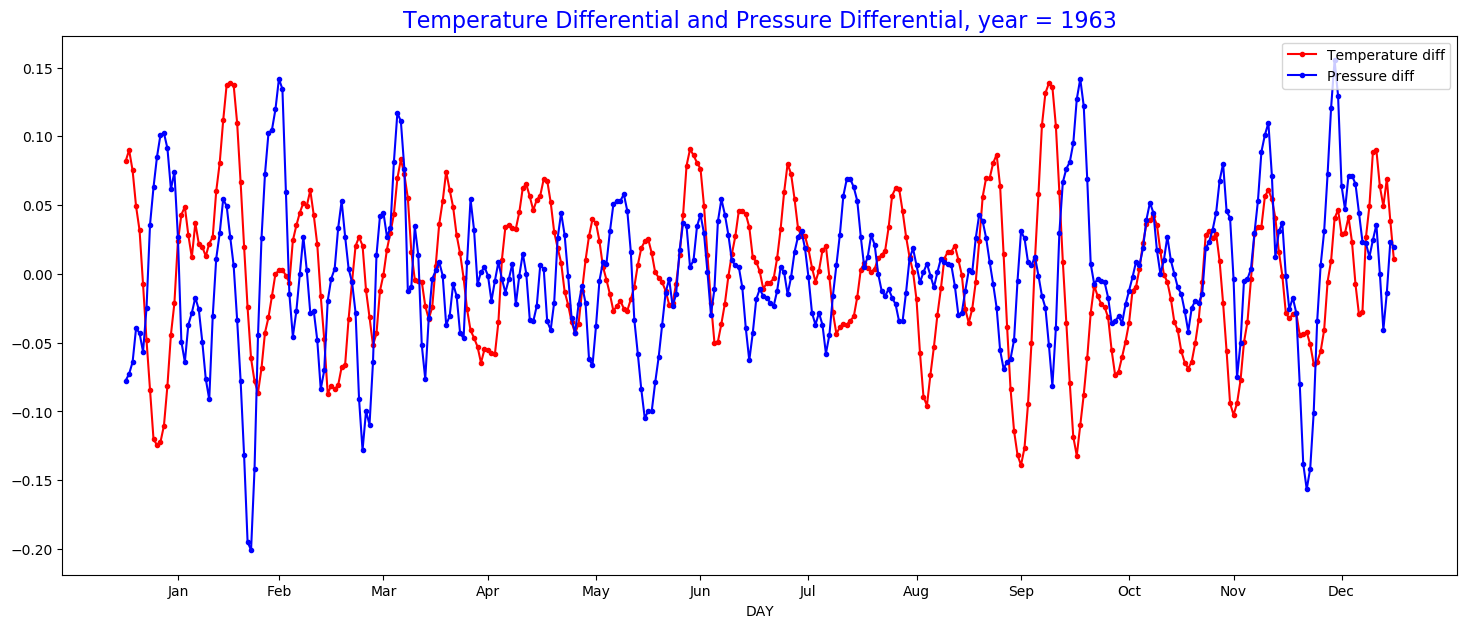 Temperature Differential and Pressure Differential, year = 1963
Temperature diff
Pressure diff
0.15
0.10
0.05
0.00
−0.05
−0.10
−0.15
−0.20
Jan Feb Mar Apr May Jun Jul Aug Sep Oct Nov Dec
DAY